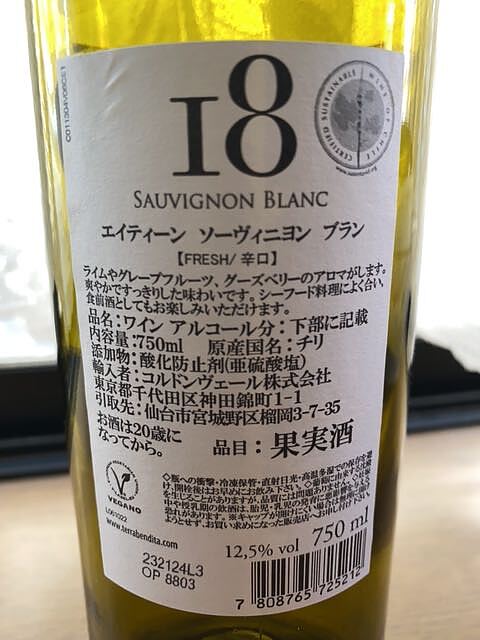 18
CERTIFIED SUSTAINABLE WINE OF CHILE
SAUVIGNON BLANC
エイティーン ソーヴィニヨン ブラン
【FRESH/ 辛口】
ライムやグレープフルーツ、グーズベリーのアロマがします。
爽やかですっきりした味わいです。シーフード料理によく合い、
食前酒としてもお楽しみいただけます。
品名:ワイン アルコール分:下部に記載
内容量:750ml 原産国名:チリ
添加物:酸化防止剤(亜硫酸塩)
輸入者:コルドンヴェール株式会社
東京都千代田区神田錦町1-1
引取先:仙台市宮城野区榴岡3-7-35
お酒は20歳に
なってから。
品目:果実酒
VEGANO
L061022
www.terrabendita.com
232124L3
OP 8803
12,5% vol 750 ml
7 808765 725212